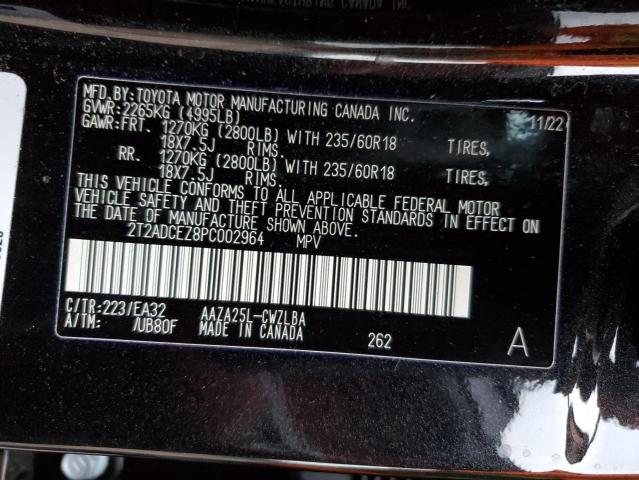 MFD.BY:TOYOTA MOTOR MANUFACTURING CANADA INC. 11/22
GVWR:2265KG (4995LB)
GAWR:FRT. 1270KG (2800LB) WITH 235/60R18 TIRES,
18X7.5J RIMS.
RR. 1270KG (2800LB) WITH 235/60R18 TIRES,
18X7.5J RIMS.
THIS VEHICLE CONFORMS TO ALL APPLICABLE FEDERAL MOTOR
VEHICLE SAFETY AND THEFT PREVENTION STANDARDS IN EFFECT ON
THE DATE OF MANUFACTURE SHOWN ABOVE.
2T2ADCEZ8PC002964 MPV
C/TR:223/EA32 AAZA25L-CWZLBA
A/TM: /UB80F MADE IN CANADA 262 A